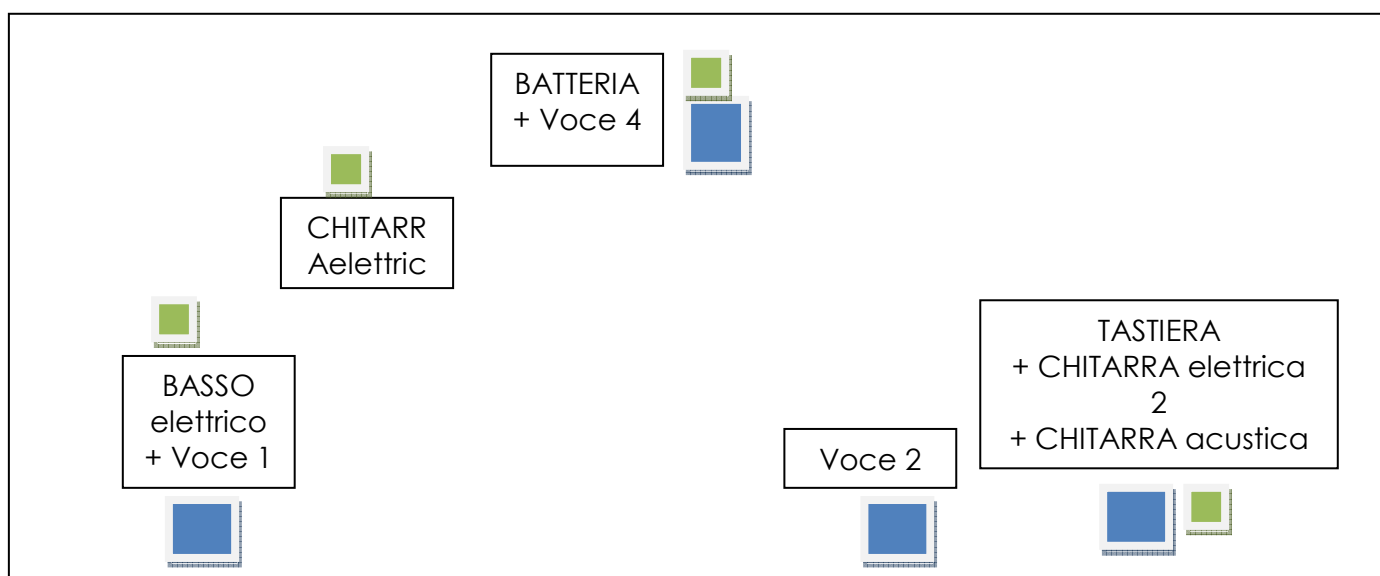 BATTERIA
+ Voce 4
CHITARR
Aelettric
BASSO
elettrico
+ Voce 1
Voce 2
TASTIERA
+ CHITARRA elettrica
2
+ CHITARRA acustica